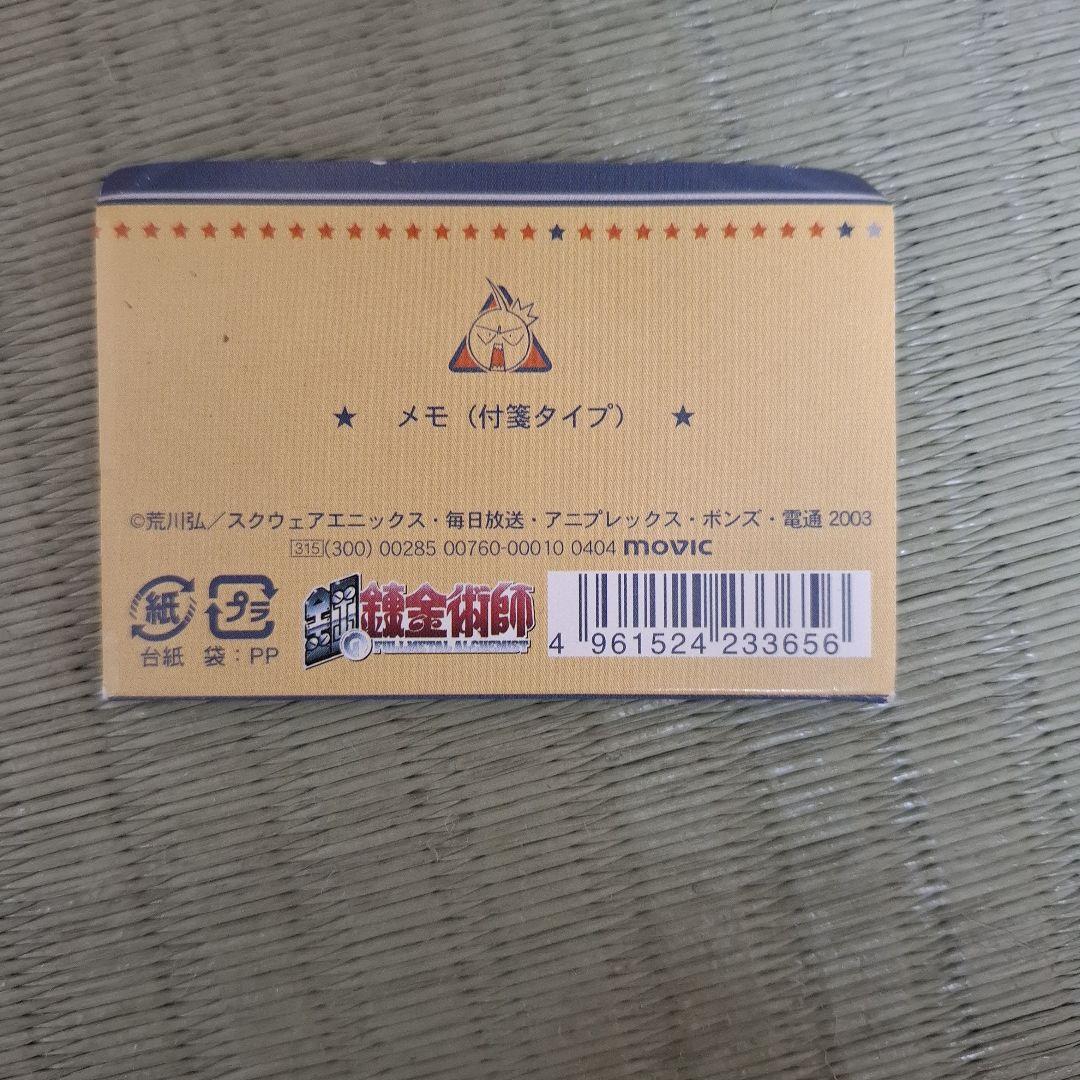 ★ メモ（付箋タイプ） ★
©荒川弘／スクウェアエニックス・毎日放送・アニプレックス・ボンズ・電通 2003
315(300) 00285 00760-00010 0404 movic
紙 プラ
台紙 袋：PP
鋼の錬金術師
FULLMETAL ALCHEMIST
4 961524 233656